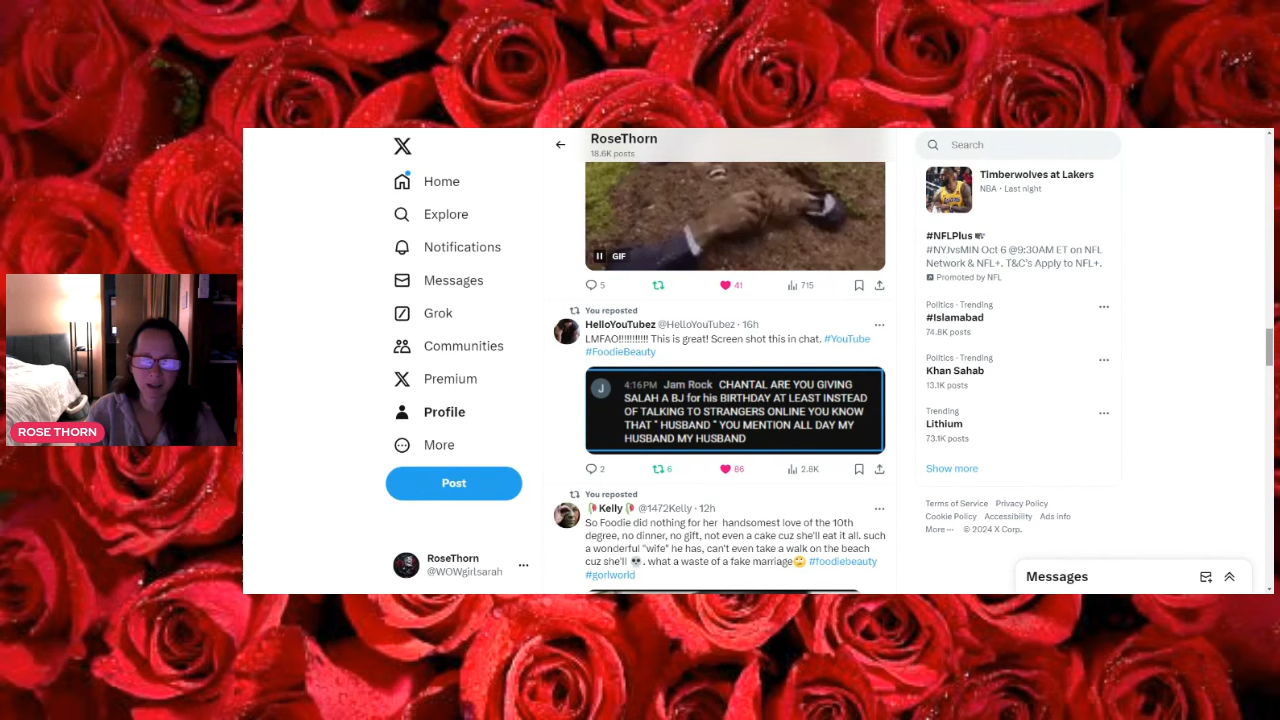 RoseThorn
18.6K posts
Search
Home
Explore
Notifications
Messages
Grok
Communities
Premium
Profile
More
Post
RoseThorn
@WOWgirlsarah
ROSE THORN
GIF
5
41
715
You reposted
HelloYouTubez @HelloYouTubez · 16h
LMFAO!!!!!!!!!!! This is great! Screen shot this in chat. #YouTube
#FoodieBeauty
J
4:16PM Jam Rock CHANTAL ARE YOU GIVING
SALAH A BJ for his BIRTHDAY AT LEAST INSTEAD
OF TALKING TO STRANGERS ONLINE YOU KNOW
THAT " HUSBAND " YOU MENTION ALL DAY MY
HUSBAND MY HUSBAND
2
6
86
2.8K
You reposted
Kelly @1472Kelly · 12h
So Foodie did nothing for her handsomest love of the 10th
degree, no dinner, no gift, not even a cake cuz she'll eat it all. such
a wonderful "wife" he has, can't even take a walk on the beach
cuz she'll 💀. what a waste of a fake marriage🙄 #foodiebeauty
#gorlworld
Timberwolves at Lakers
NBA · Last night
#NFLPlus
#NYJvsMIN Oct 6 @9:30AM ET on NFL
Network & NFL+. T&C's Apply to NFL+.
Promoted by NFL
Politics · Trending
#Islamabad
74.8K posts
Politics · Trending
Khan Sahab
13.1K posts
Trending
Lithium
73.1K posts
Show more
Terms of Service Privacy Policy
Cookie Policy Accessibility Ads info
More ··· © 2024 X Corp.
Messages